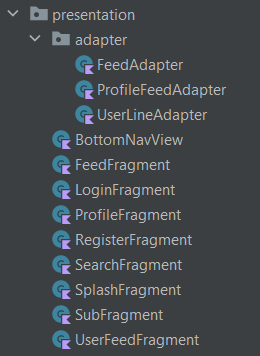 presentation
adapter
FeedAdapter
ProfileFeedAdapter
UserLineAdapter
BottomNavView
FeedFragment
LoginFragment
ProfileFragment
RegisterFragment
SearchFragment
SplashFragment
SubFragment
UserFeedFragment